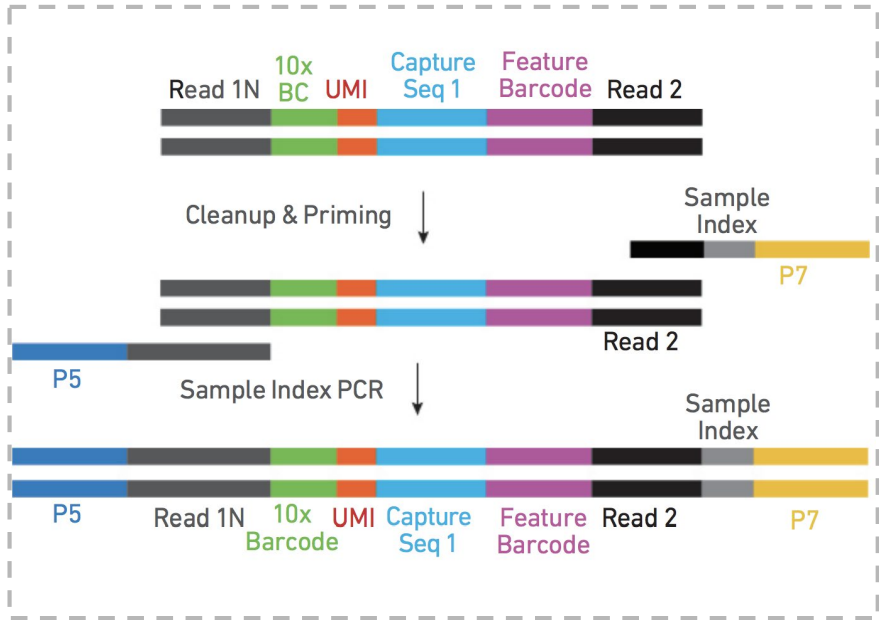 Read 1N
10x
BC
UMI
Capture
Seq 1
Feature
Barcode
Read 2
Cleanup & Priming
Sample
Index
P7
Read 2
P5
Sample Index PCR
Sample
Index
P5
Read 1N
10x
Barcode
UMI
Capture
Seq 1
Feature
Barcode
Read 2
P7